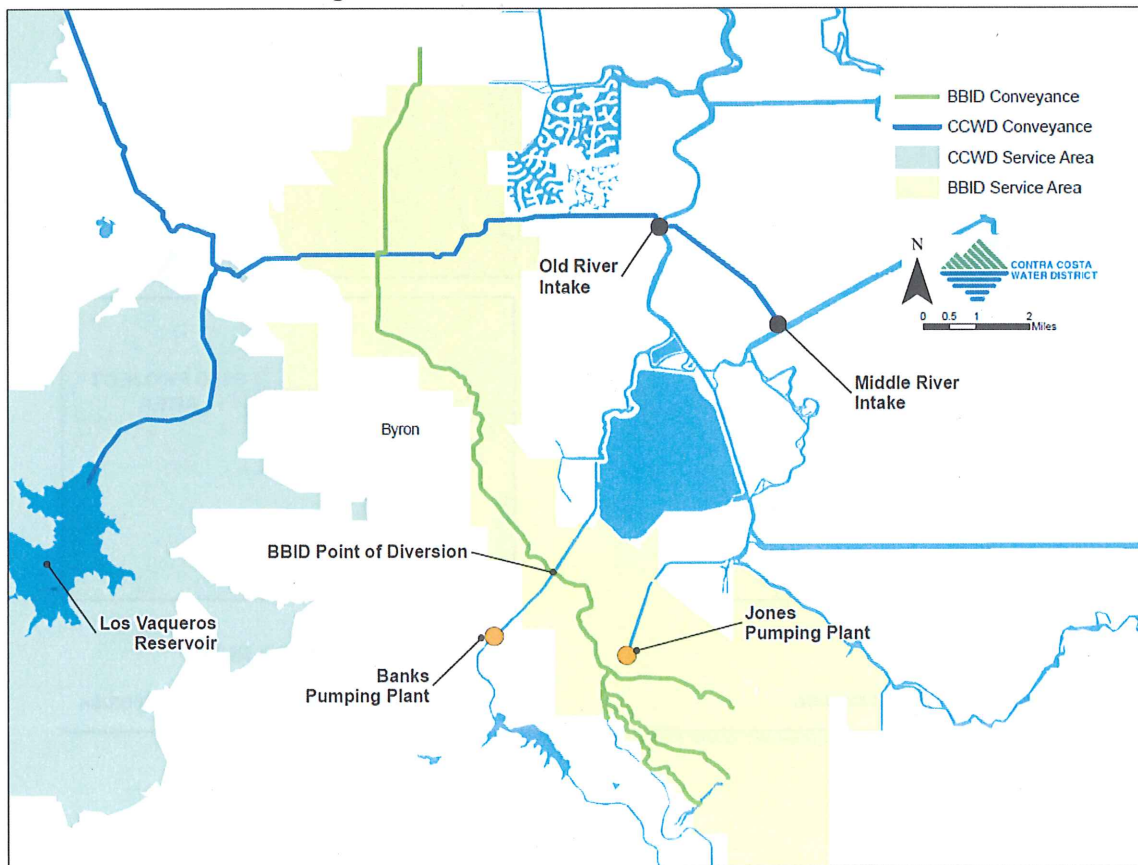 BBID Conveyance
CCWD Conveyance
CCWD Service Area
BBID Service Area
N
CONTRA COSTA
WATER DISTRICT
0 0.5 1 2
Miles
Old River
Intake
Middle River
Intake
Byron
BBID Point of Diversion
Los Vaqueros
Reservoir
Banks
Pumping Plant
Jones
Pumping Plant